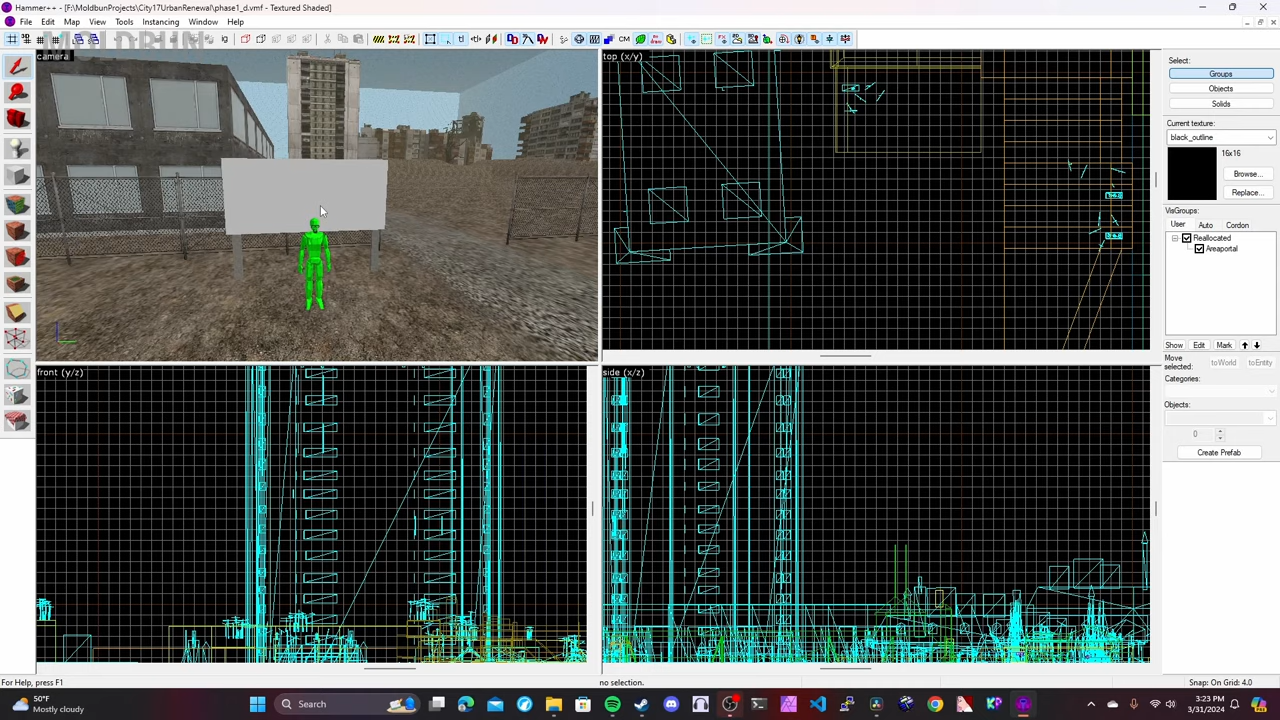 Hammer++ - [F:\MoldbunProjects\City17UrbanRenewal\phase1_d.vmf - Textured Shaded]
File Edit Map View Tools Instancing Window Help
MOLDBUN
camera
top (x/y)
front (y/z)
side (x/z)
Select:
Groups
Objects
Solids
Current texture:
black_outline
16x16
Browse...
Replace...
VisGroups:
User Auto Cordon
Reallocated
Areaportal
Show Edit Mark
Move selected:
toWorld toEntity
Categories:
Objects:
0
Create Prefab
For Help, press F1
no selection.
Snap: On Grid: 4.0
50°F
Mostly cloudy
Search
3:23 PM
3/31/2024